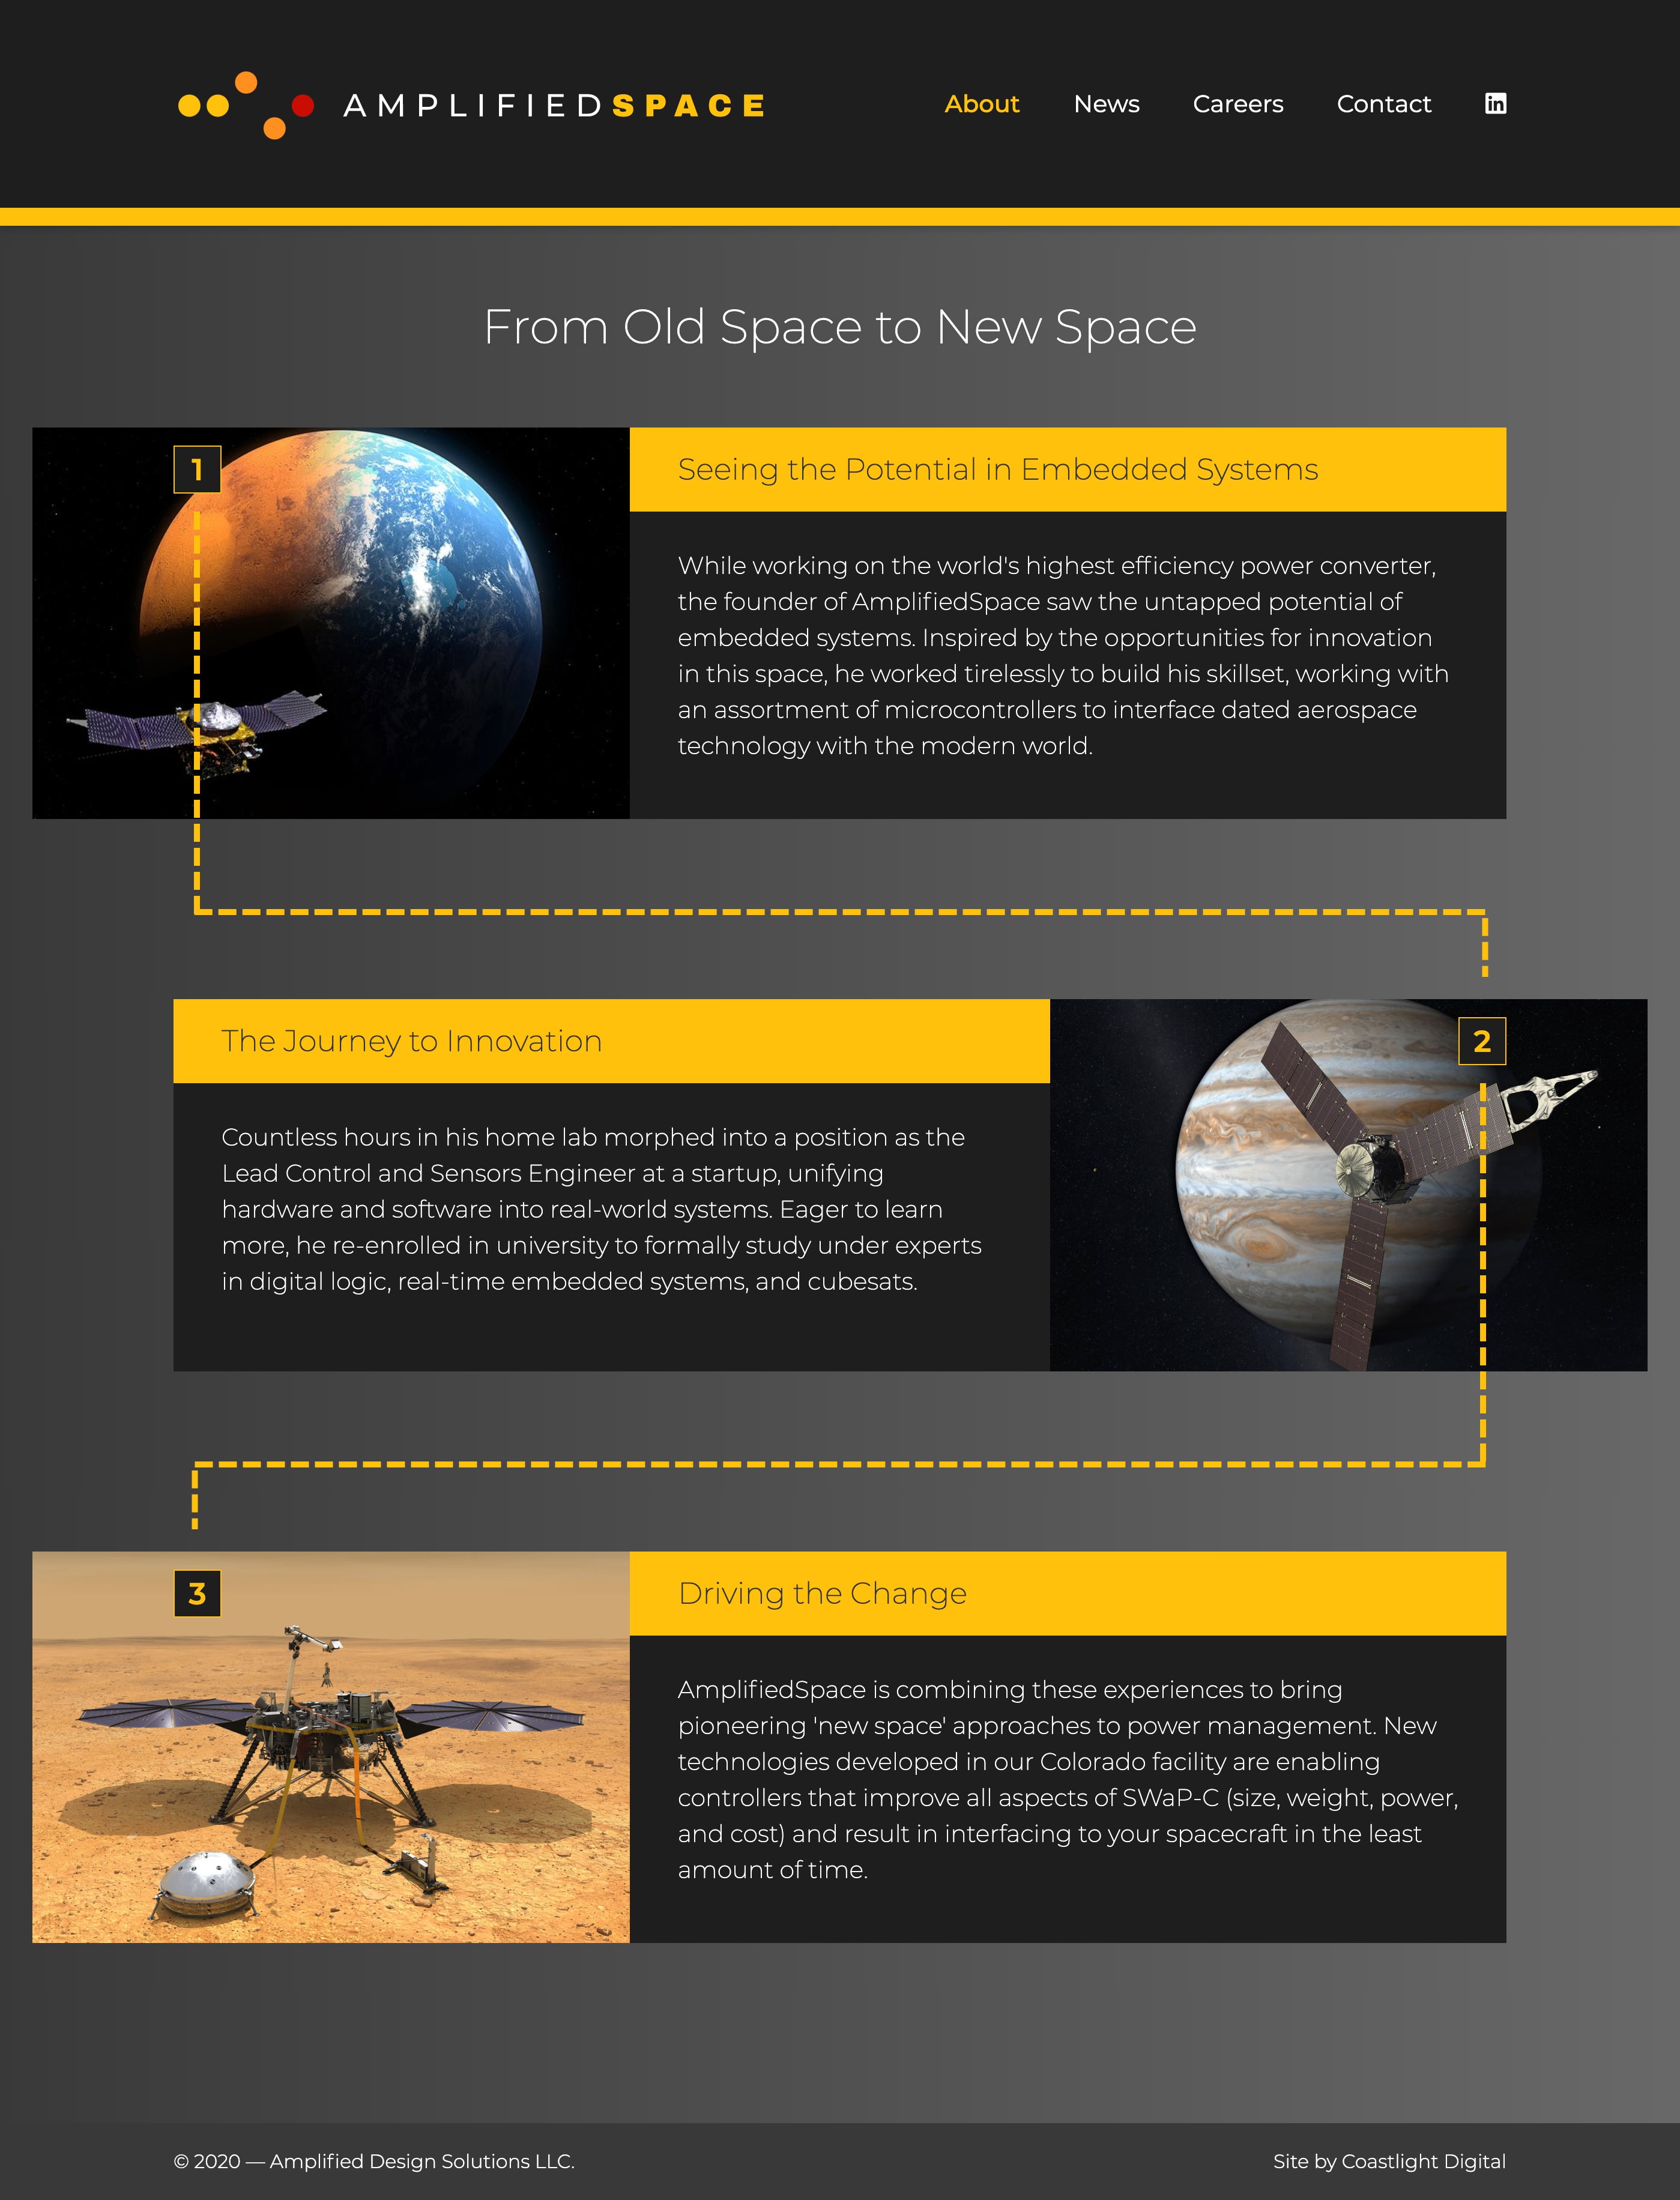 AMPLIFIEDSPACE
About News Careers Contact in
From Old Space to New Space
1
Seeing the Potential in Embedded Systems
While working on the world's highest efficiency power converter,
the founder of AmplifiedSpace saw the untapped potential of
embedded systems. Inspired by the opportunities for innovation
in this space, he worked tirelessly to build his skillset, working with
an assortment of microcontrollers to interface dated aerospace
technology with the modern world.
The Journey to Innovation
Countless hours in his home lab morphed into a position as the
Lead Control and Sensors Engineer at a startup, unifying
hardware and software into real-world systems. Eager to learn
more, he re-enrolled in university to formally study under experts
in digital logic, real-time embedded systems, and cubesats.
2
3
Driving the Change
AmplifiedSpace is combining these experiences to bring
pioneering 'new space' approaches to power management. New
technologies developed in our Colorado facility are enabling
controllers that improve all aspects of SWaP-C (size, weight, power,
and cost) and result in interfacing to your spacecraft in the least
amount of time.
© 2020 — Amplified Design Solutions LLC.
Site by Coastlight Digital